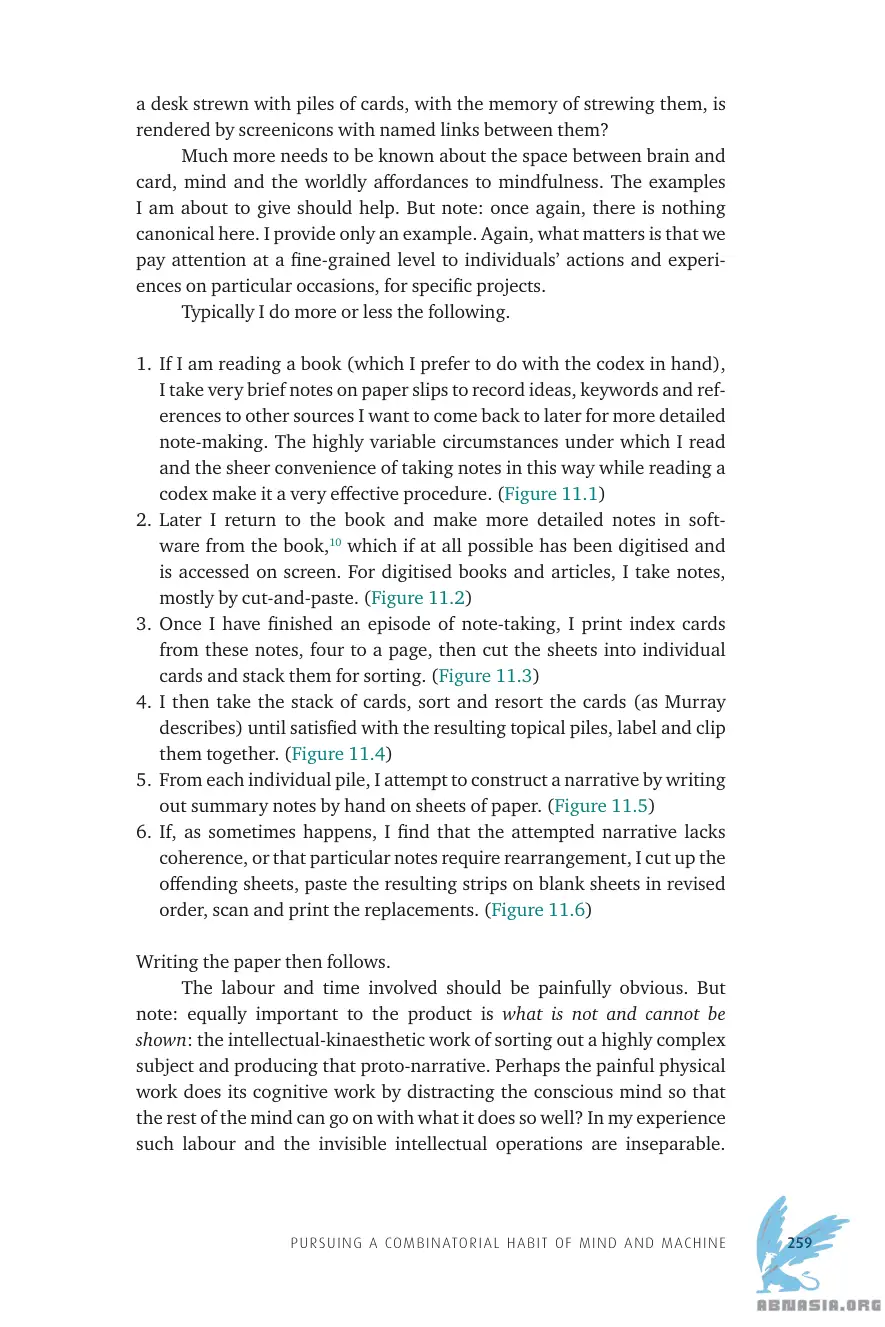 a desk strewn with piles of cards, with the memory of strewing them, is
rendered by screenicons with named links between them?
Much more needs to be known about the space between brain and
card, mind and the worldly affordances to mindfulness. The examples
I am about to give should help. But note: once again, there is nothing
canonical here. I provide only an example. Again, what matters is that we
pay attention at a fine-grained level to individuals’ actions and experi-
ences on particular occasions, for specific projects.
Typically I do more or less the following.
1. If I am reading a book (which I prefer to do with the codex in hand),
I take very brief notes on paper slips to record ideas, keywords and ref-
erences to other sources I want to come back to later for more detailed
note-making. The highly variable circumstances under which I read
and the sheer convenience of taking notes in this way while reading a
codex make it a very effective procedure. (Figure 11.1)
2. Later I return to the book and make more detailed notes in soft-
ware from the book,10 which if at all possible has been digitised and
is accessed on screen. For digitised books and articles, I take notes,
mostly by cut-and-paste. (Figure 11.2)
3. Once I have finished an episode of note-taking, I print index cards
from these notes, four to a page, then cut the sheets into individual
cards and stack them for sorting. (Figure 11.3)
4. I then take the stack of cards, sort and resort the cards (as Murray
describes) until satisfied with the resulting topical piles, label and clip
them together. (Figure 11.4)
5. From each individual pile, I attempt to construct a narrative by writing
out summary notes by hand on sheets of paper. (Figure 11.5)
6. If, as sometimes happens, I find that the attempted narrative lacks
coherence, or that particular notes require rearrangement, I cut up the
offending sheets, paste the resulting strips on blank sheets in revised
order, scan and print the replacements. (Figure 11.6)
Writing the paper then follows.
The labour and time involved should be painfully obvious. But
note: equally important to the product is what is not and cannot be
shown: the intellectual-kinaesthetic work of sorting out a highly complex
subject and producing that proto-narrative. Perhaps the painful physical
work does its cognitive work by distracting the conscious mind so that
the rest of the mind can go on with what it does so well? In my experience
such labour and the invisible intellectual operations are inseparable.
PURSUING A COMBINATORIAL HABIT OF MIND AND MACHINE 259
ABNASIA.ORG